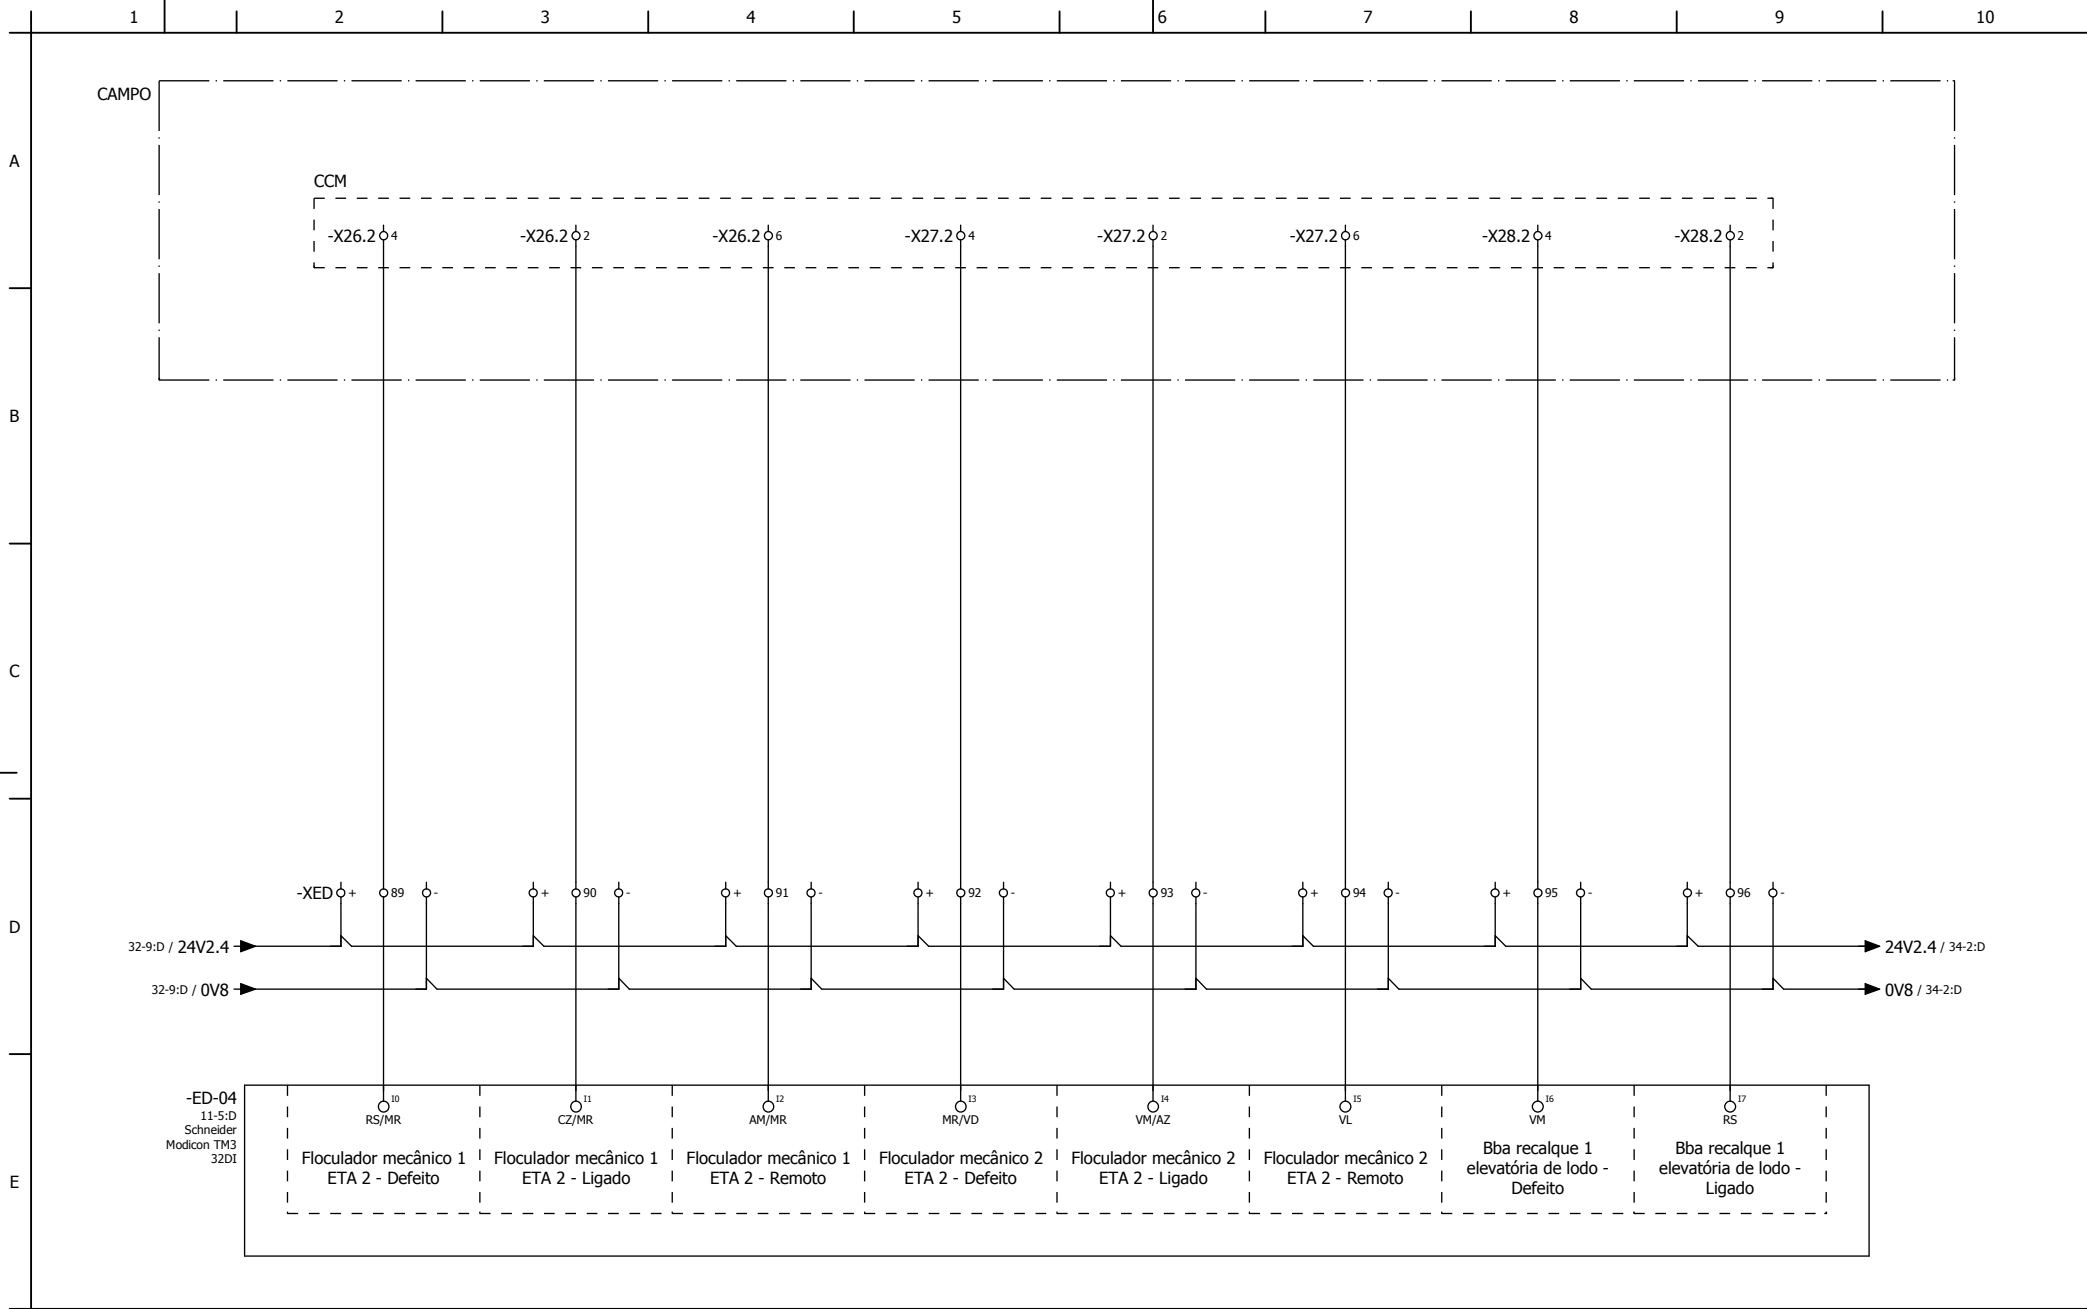 1 2 3 4 5 6 7 8 9 10
CAMPO
A
CCM
-X26.2 4 -X26.2 2 -X26.2 6 -X27.2 4 -X27.2 2 -X27.2 6 -X28.2 4 -X28.2 2
B
C
-XED + 89 - + 90 - + 91 - + 92 - + 93 - + 94 - + 95 - + 96 -
D
32-9:D / 24V2.4 24V2.4 / 34-2:D
32-9:D / 0V8 0V8 / 34-2:D
-ED-04
11-5:D
Schneider
Modicon TM3
32DI
E
I0
RS/MR
Floculador mecânico 1
ETA 2 - Defeito
I1
CZ/MR
Floculador mecânico 1
ETA 2 - Ligado
I2
AM/MR
Floculador mecânico 1
ETA 2 - Remoto
I3
MR/VD
Floculador mecânico 2
ETA 2 - Defeito
I4
VM/AZ
Floculador mecânico 2
ETA 2 - Ligado
I5
VL
Floculador mecânico 2
ETA 2 - Remoto
I6
VM
Bba recalque 1
elevatória de lodo -
Defeito
I7
RS
Bba recalque 1
elevatória de lodo -
Ligado